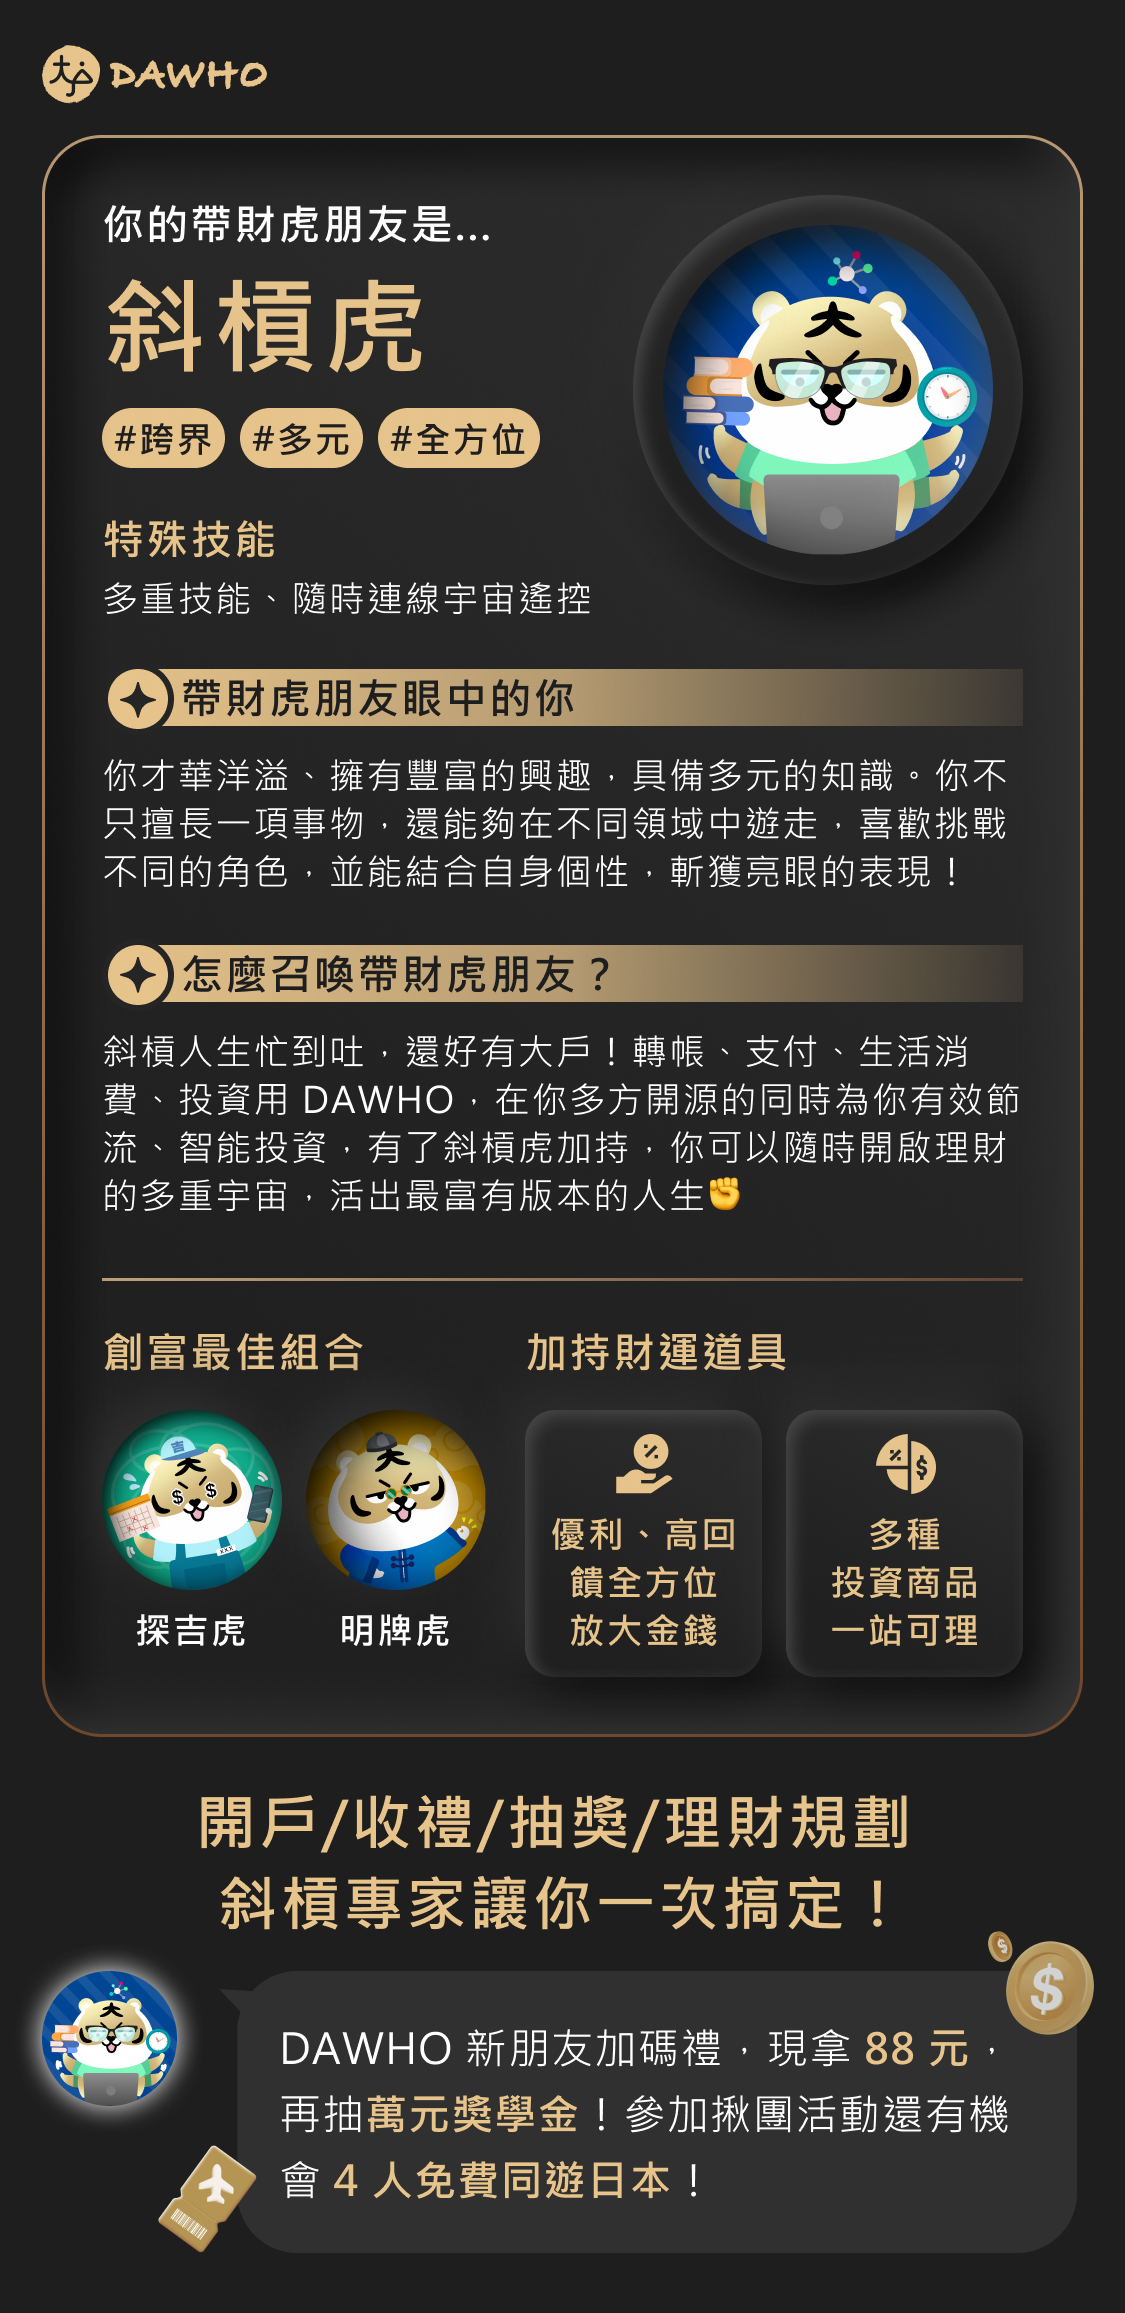 大戶 DAWHO
你的帶財虎朋友是...
斜槓虎
#跨界 #多元 #全方位
特殊技能
多重技能、隨時連線宇宙遙控
帶財虎朋友眼中的你
你才華洋溢、擁有豐富的興趣，具備多元的知識。你不
只擅長一項事物，還能夠在不同領域中遊走，喜歡挑戰
不同的角色，並能結合自身個性，斬獲亮眼的表現！
怎麼召喚帶財虎朋友？
斜槓人生忙到吐，還好有大戶！轉帳、支付、生活消
費、投資用 DAWHO，在你多方開源的同時為你有效節
流、智能投資，有了斜槓虎加持，你可以隨時開啟理財
的多重宇宙，活出最富有版本的人生✊
創富最佳組合
吉
$ $
XXX
探吉虎
明牌虎
加持財運道具
%
優利、高回
饋全方位
放大金錢
% $
多種
投資商品
一站可理
開戶/收禮/抽獎/理財規劃
斜槓專家讓你一次搞定！
$ $
DAWHO 新朋友加碼禮，現拿 88 元，
再抽萬元獎學金！參加揪團活動還有機
會 4 人免費同遊日本！